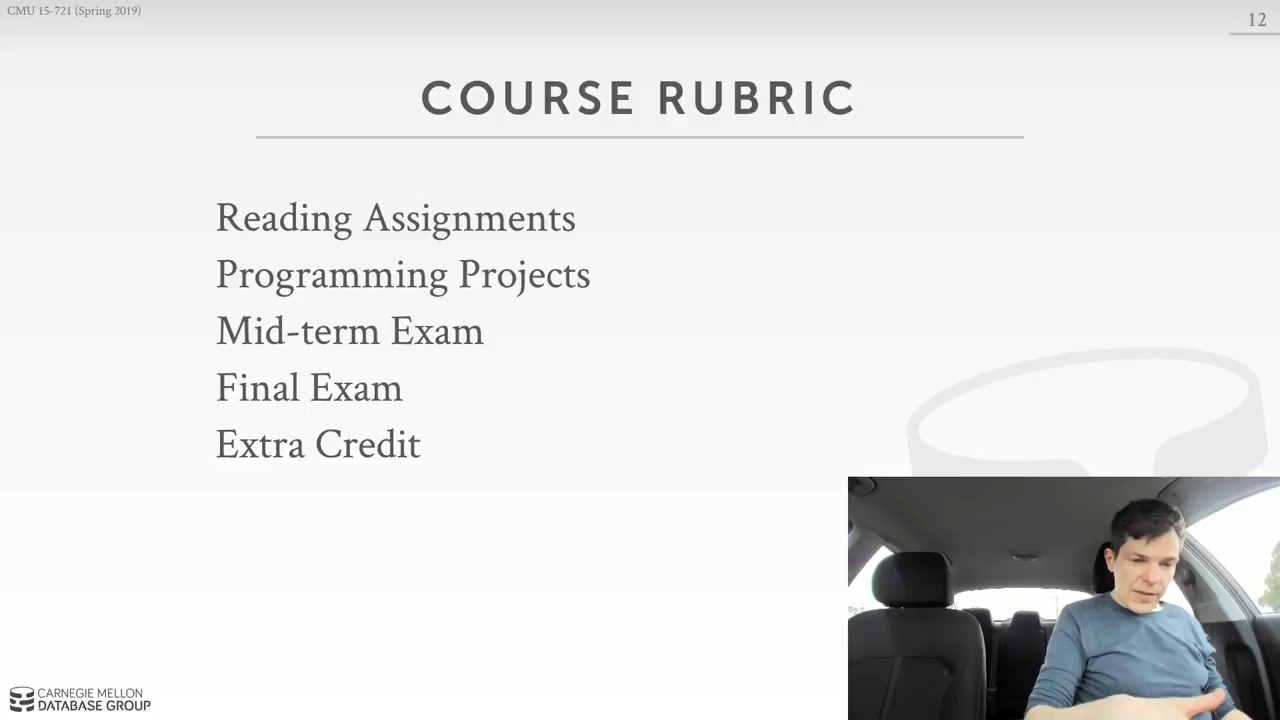 CMU 15-721 (Spring 2019)
12
COURSE RUBRIC
Reading Assignments
Programming Projects
Mid-term Exam
Final Exam
Extra Credit
CARNEGIE MELLON
DATABASE GROUP